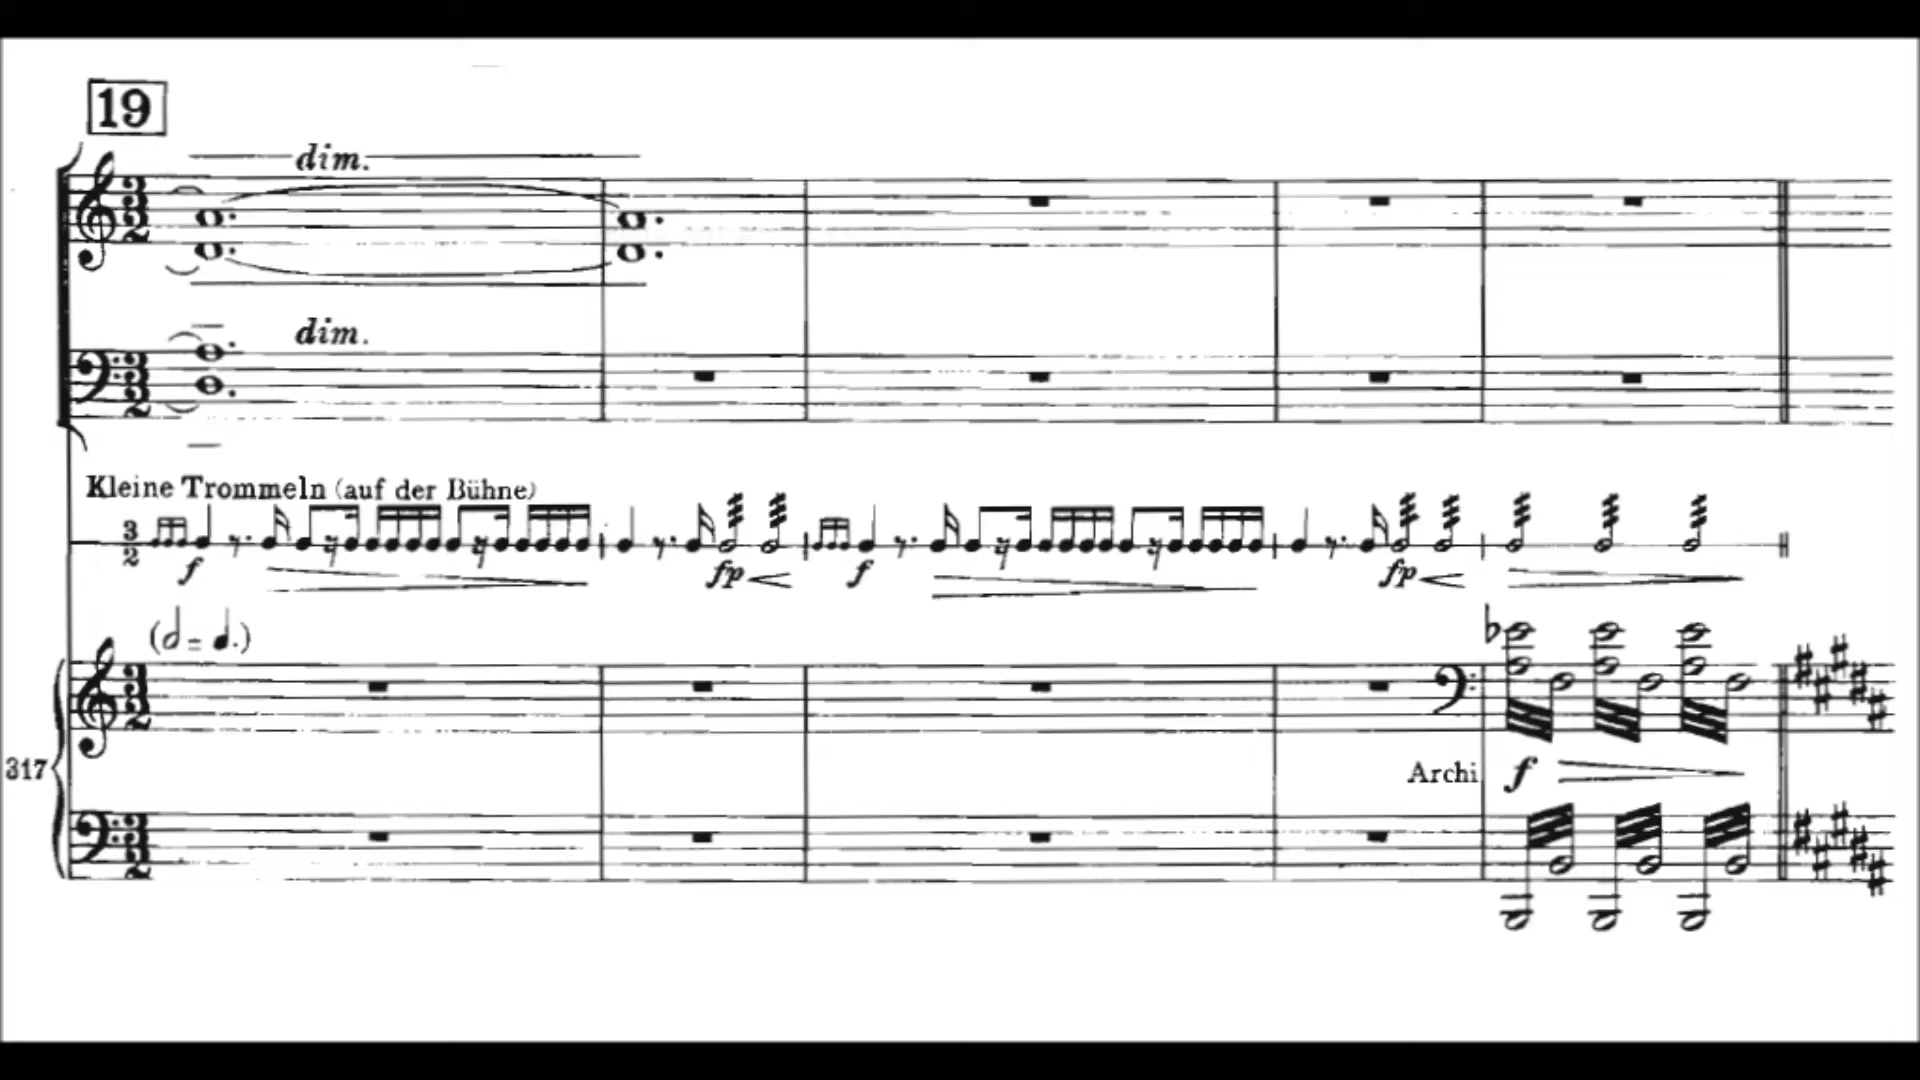 19
dim.
dim.
Kleine Trommeln (auf der Bühne)
f fp f fp
317
Archi f